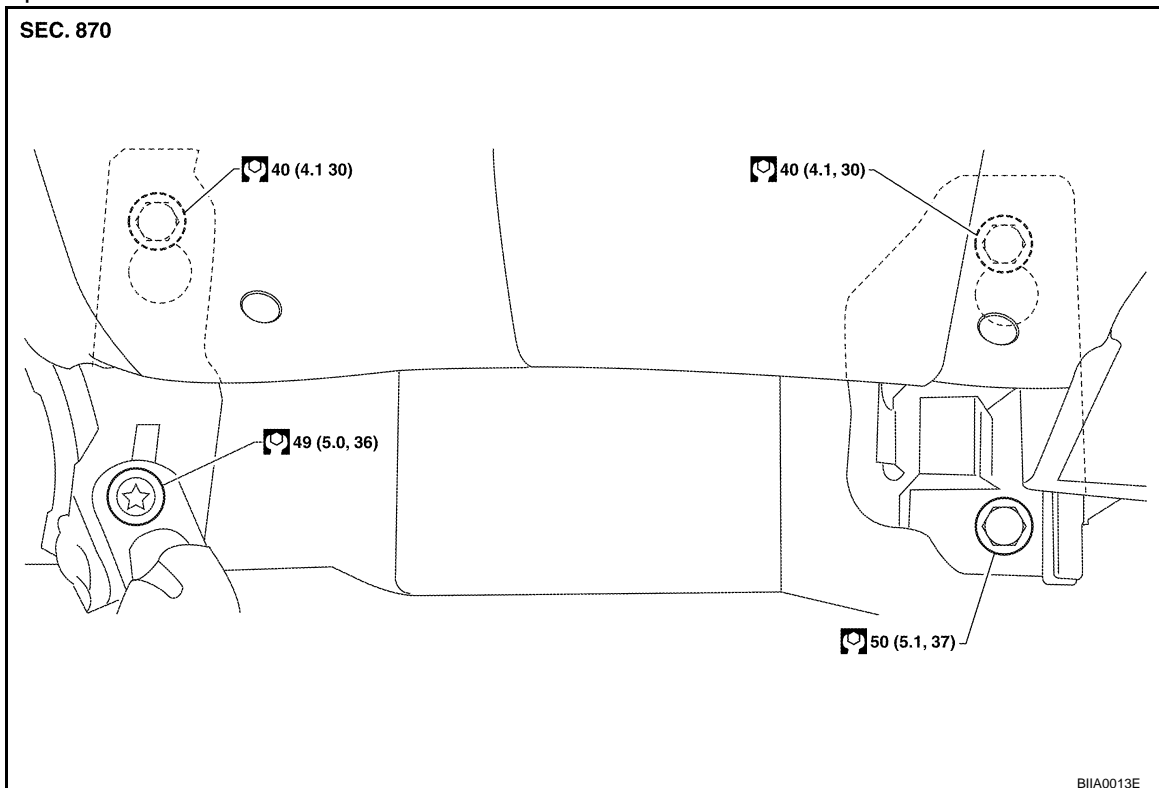 SEC. 870
40 (4.1 30)
40 (4.1, 30)
49 (5.0, 36)
50 (5.1, 37)
BIIA0013E